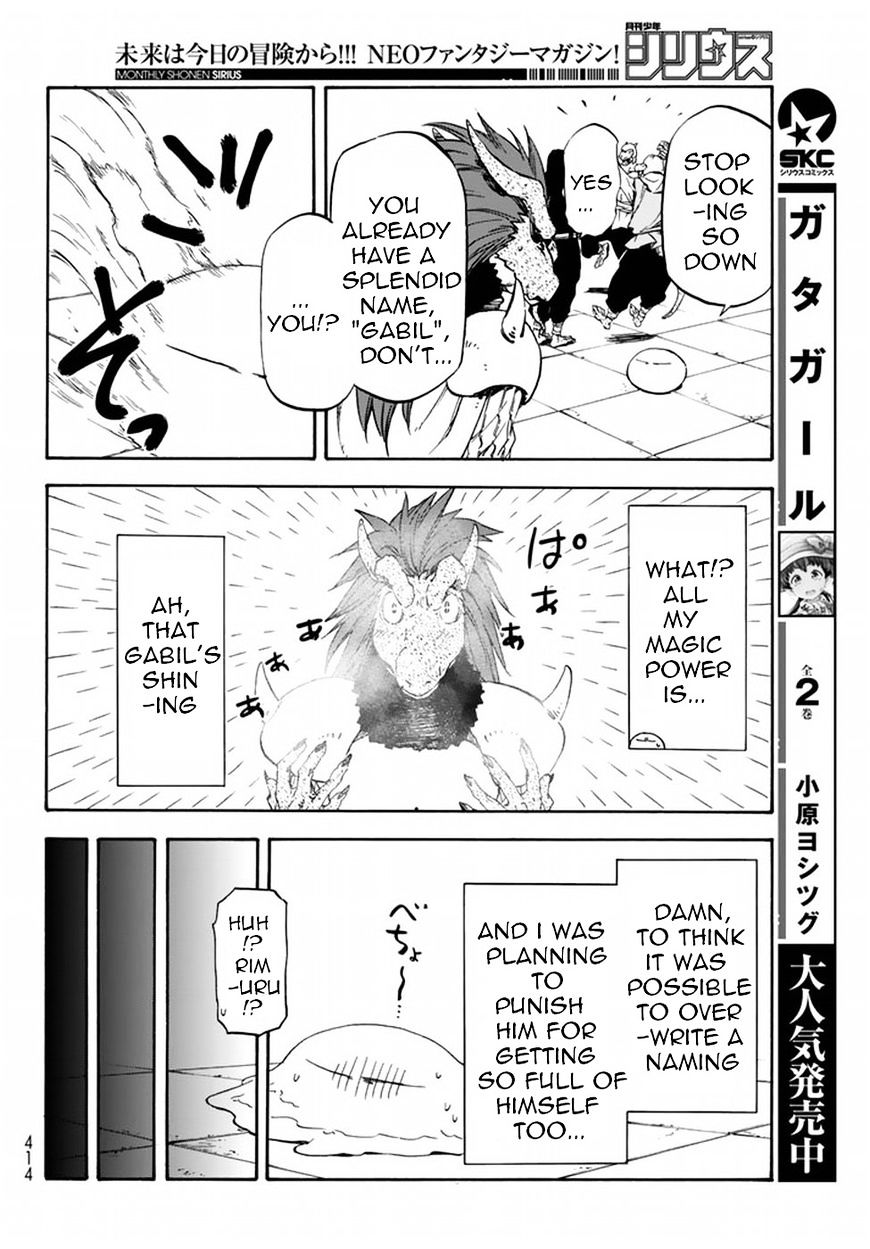 未来は今日の冒険から!!! NEOファンタジーマガジン!
月刊少年
シリウス
MONTHLY SHONEN SIRIUS
STOP
LOOK
-ING
SO
DOWN
YES
...
YOU
ALREADY
HAVE A
SPLENDID
NAME,
"GABIL",
DON'T...
...
YOU!?
WHAT!?
ALL
MY
MAGIC
POWER
IS...
ぱ。
あ
あ
あ
あ
AH,
THAT
GABIL'S
SHIN
-ING
DAMN,
TO THINK
IT WAS
POSSIBLE
TO OVER
-WRITE A
NAMING
AND I WAS
PLANNING
TO
PUNISH
HIM FOR
GETTING
SO FULL OF
HIMSELF
TOO...
べちょ〜…
HUH
!?
RIM
-URU
!?
414
SKC
シリウスコミックス
ガタガール
全2巻
小原ヨシツグ
大人気発売中